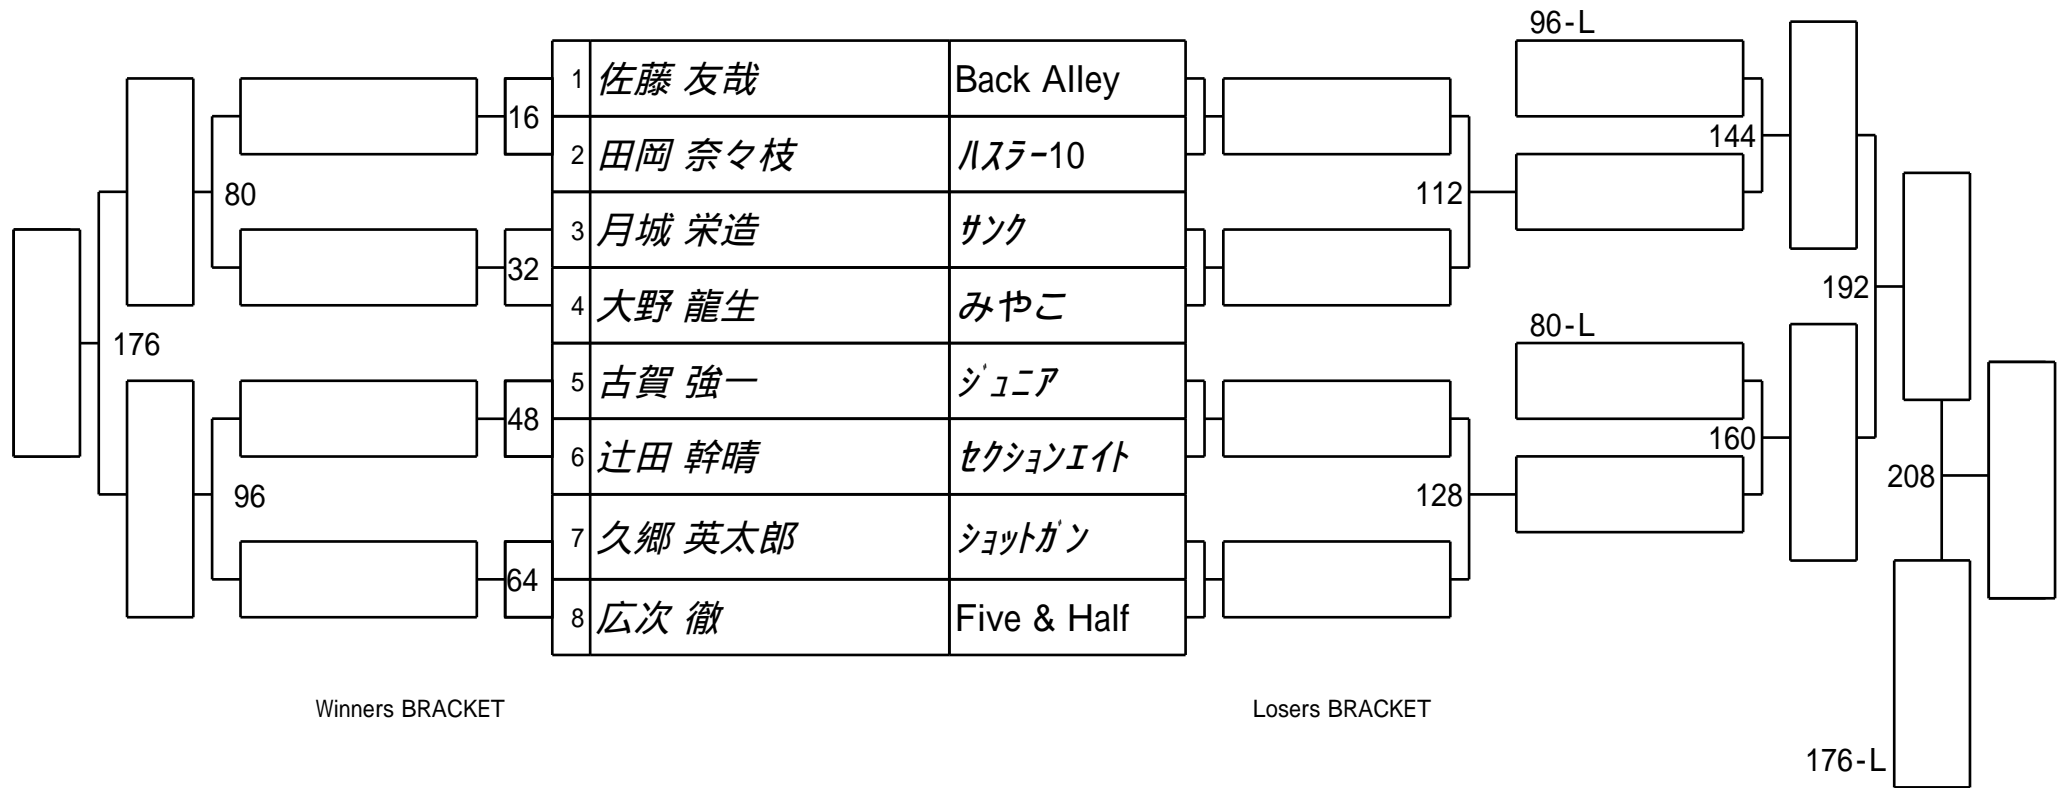 96-L
1 佐藤 友哉 Back Alley
16
144
2 田岡 奈々枝 ﾊｽﾗｰ10
80
112
3 月城 栄造 ｻﾝｸ
32
192
4 大野 龍生 みやこ
80-L
176
5 古賀 強一 ｼﾞｭﾆｱ
48
160
6 辻田 幹晴 ｾｸｼｮﾝｴｲﾄ
208
96
128
7 久郷 英太郎 ｼｮｯﾄｶﾞﾝ
64
8 広次 徹 Five & Half
Winners BRACKET
Losers BRACKET
176-L